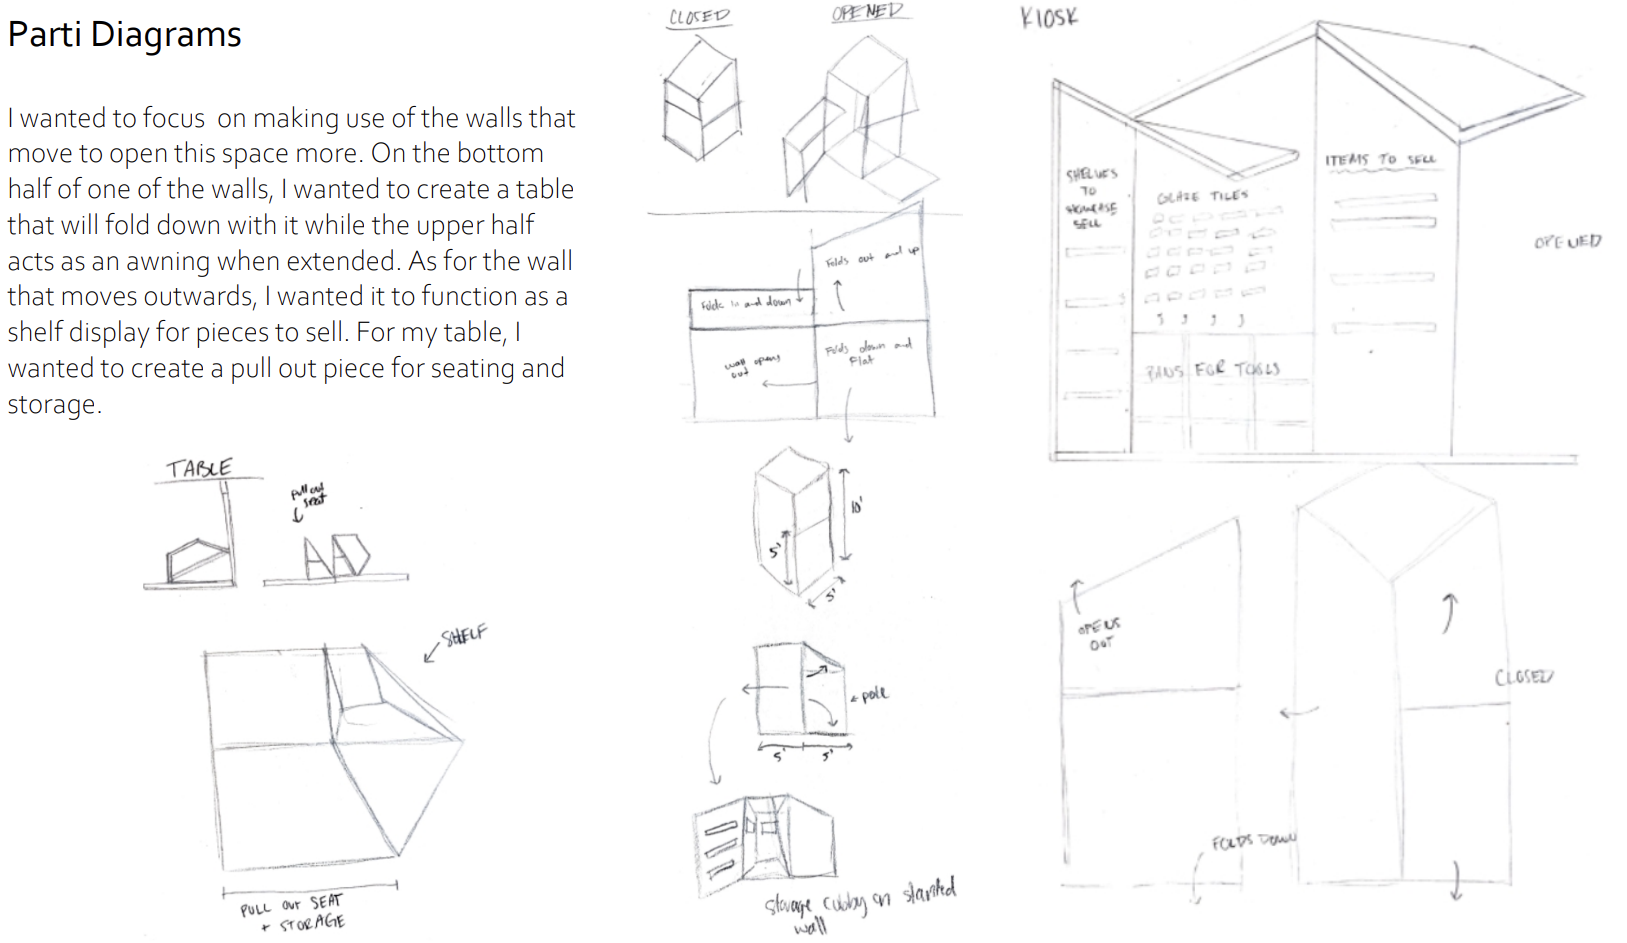 Parti Diagrams
I wanted to focus on making use of the walls that
move to open this space more. On the bottom
half of one of the walls, I wanted to create a table
that will fold down with it while the upper half
acts as an awning when extended. As for the wall
that moves outwards, I wanted it to function as a
shelf display for pieces to sell. For my table, I
wanted to create a pull out piece for seating and
storage.
TABLE
pull out
seat
SHELF
PULL OUT SEAT
+ STORAGE
CLOSED
OPENED
Folds out and up
Folds in and down
Folds down and
Flat
wall opens
out
10'
5'
5'
pole
5'
5'
storage cubby on slanted
wall
KIOSK
SHELVES
TO
SHOWCASE
SELL
GLAZE TILES
ITEMS TO SELL
OPENED
FOR TOOLS
OPENS
OUT
CLOSED
FOLDS DOWN